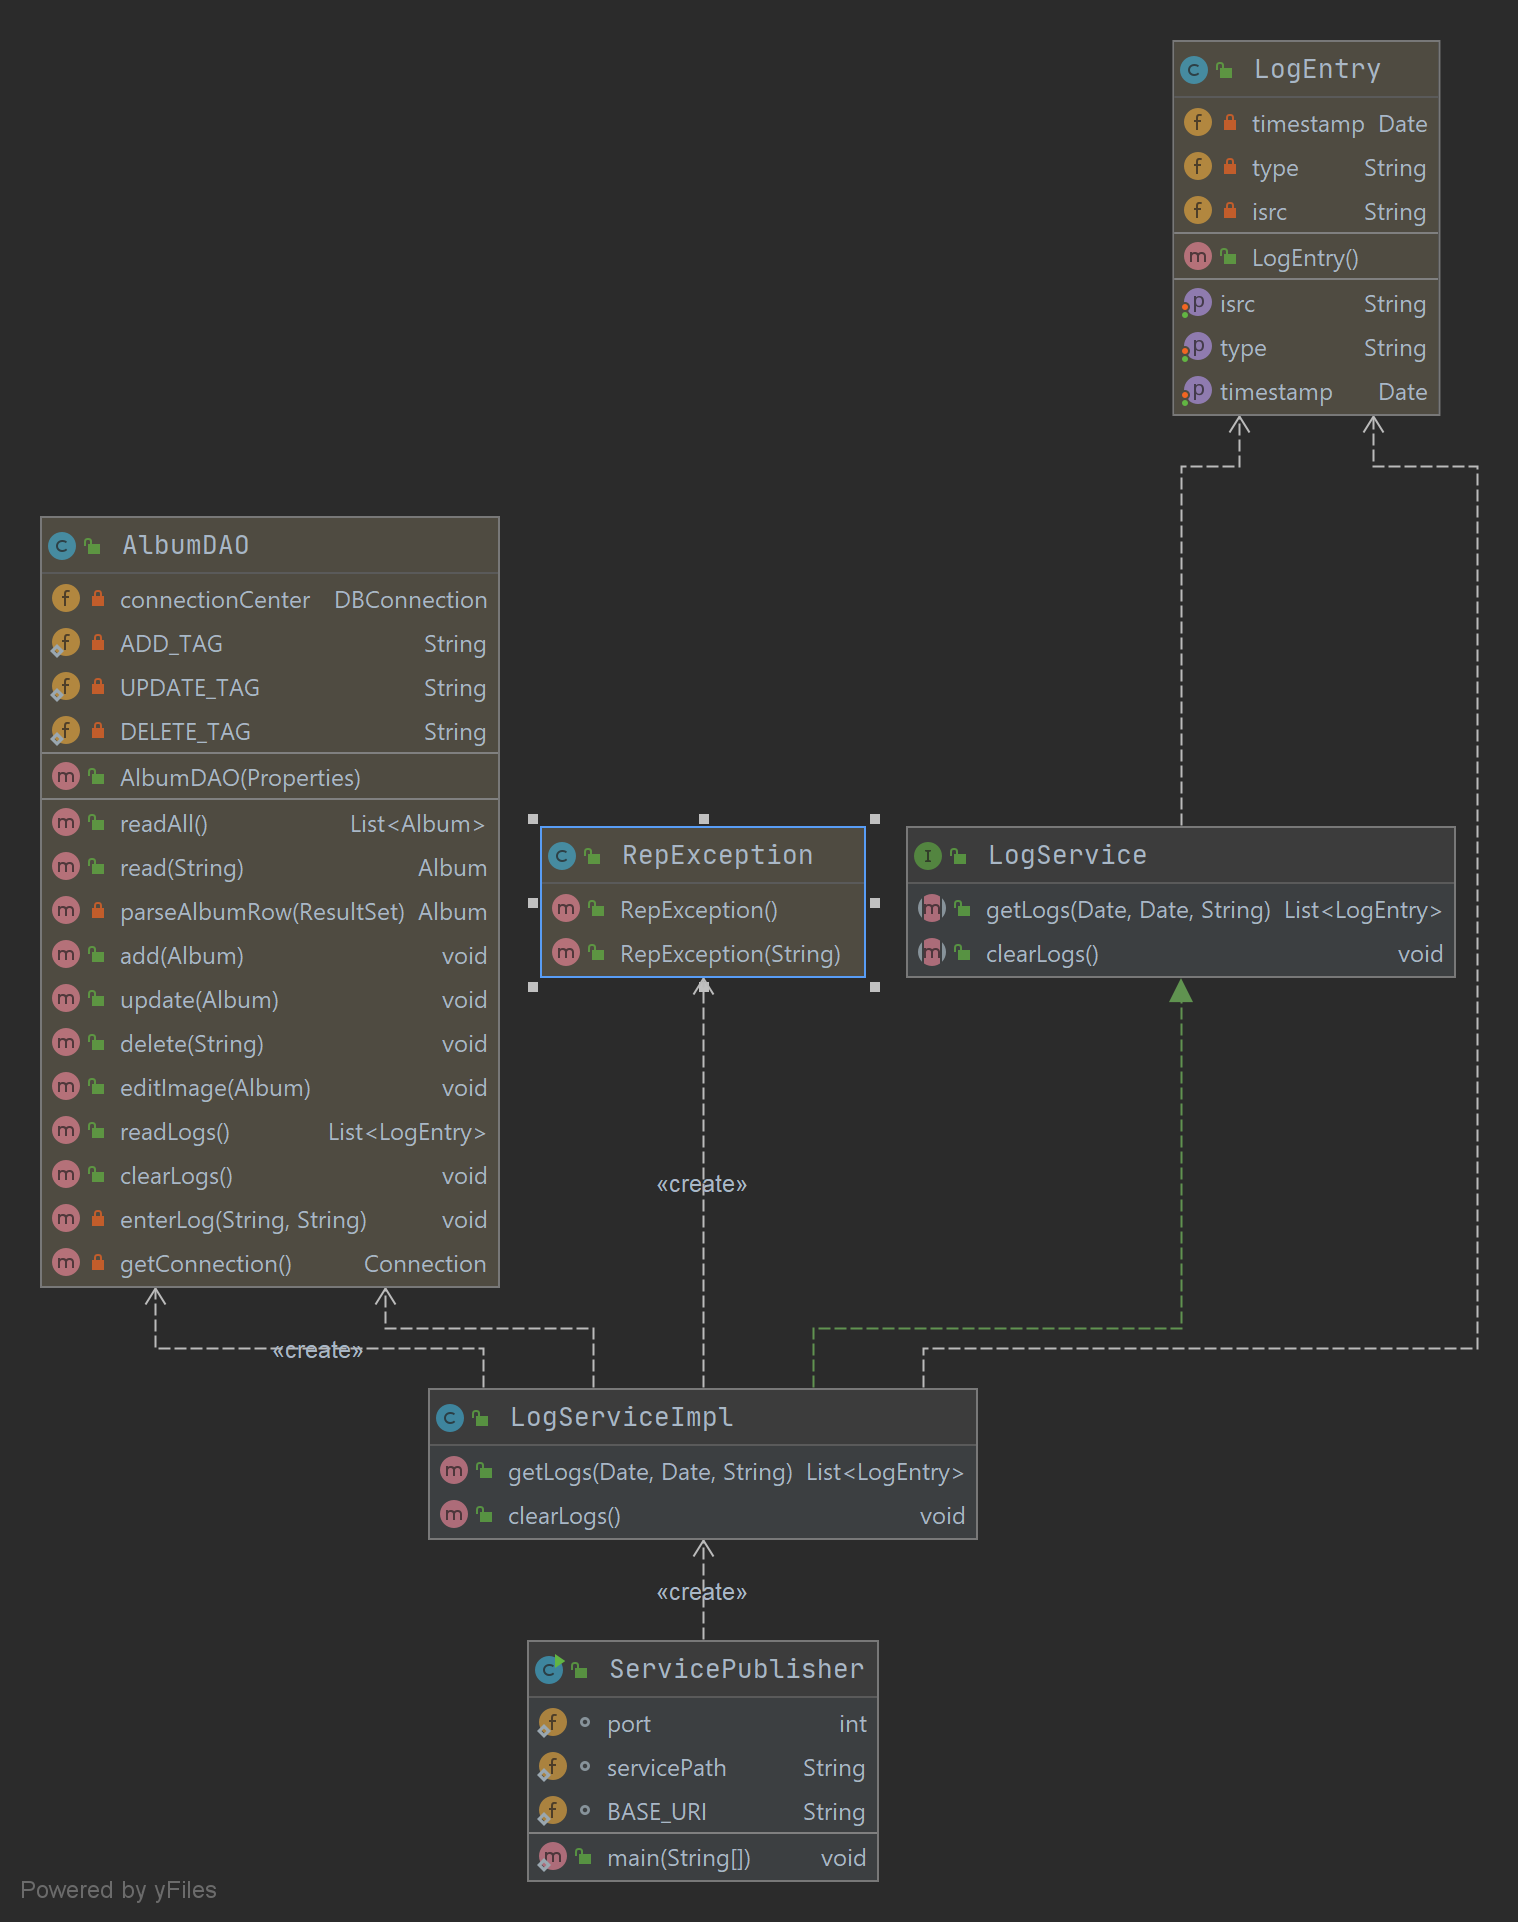 LogEntry
timestamp Date
type String
isrc String
LogEntry()
isrc String
type String
timestamp Date
AlbumDAO
connectionCenter DBConnection
ADD_TAG String
UPDATE_TAG String
DELETE_TAG String
AlbumDAO(Properties)
readAll() List<Album>
read(String) Album
parseAlbumRow(ResultSet) Album
add(Album) void
update(Album) void
delete(String) void
editImage(Album) void
readLogs() List<LogEntry>
clearLogs() void
enterLog(String, String) void
getConnection() Connection
RepException
RepException()
RepException(String)
LogService
getLogs(Date, Date, String) List<LogEntry>
clearLogs() void
«create»
«create»
LogServiceImpl
getLogs(Date, Date, String) List<LogEntry>
clearLogs() void
«create»
ServicePublisher
port int
servicePath String
BASE_URI String
main(String[]) void
Powered by yFiles